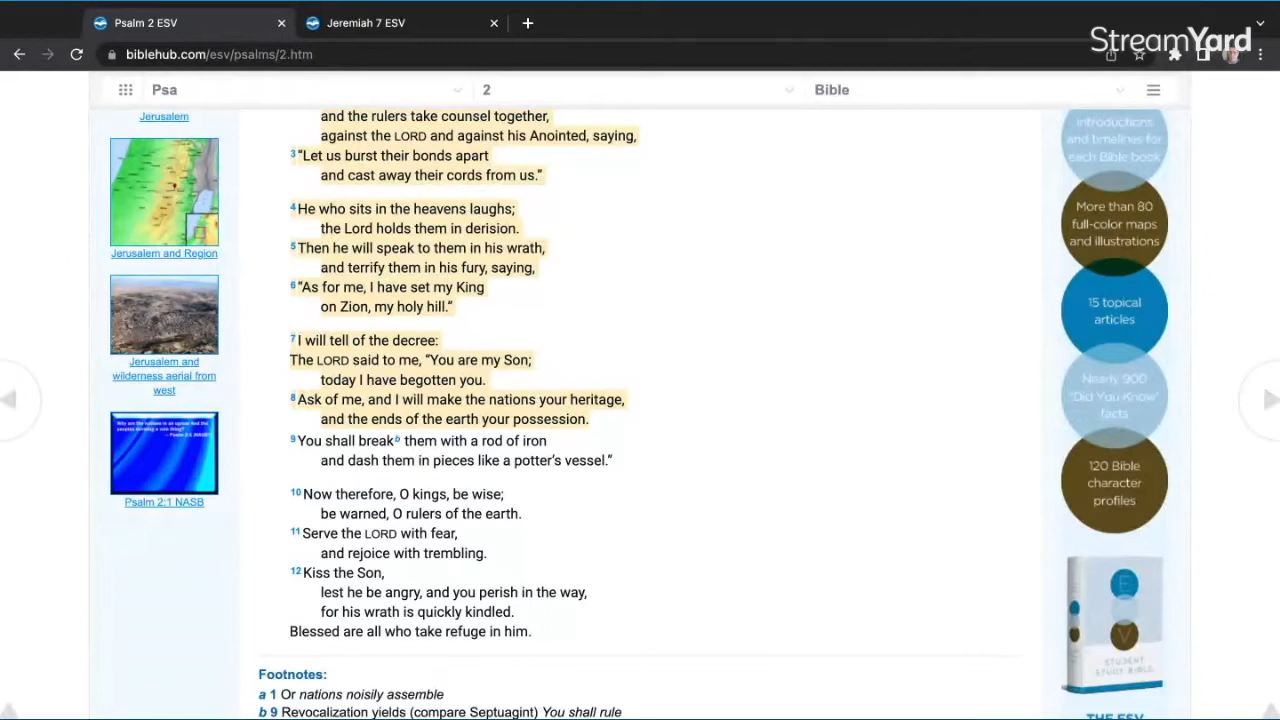 Psalm 2 ESV
Jeremiah 7 ESV
StreamYard
biblehub.com/esv/psalms/2.htm
Psa
2
Bible
Jerusalem
Jerusalem and Region
Jerusalem and
wilderness aerial from
west
Psalm 2:1 NASB
and the rulers take counsel together,
against the LORD and against his Anointed, saying,
3 “Let us burst their bonds apart
and cast away their cords from us.”
4 He who sits in the heavens laughs;
the Lord holds them in derision.
5 Then he will speak to them in his wrath,
and terrify them in his fury, saying,
6 “As for me, I have set my King
on Zion, my holy hill.“
7 I will tell of the decree:
The LORD said to me, “You are my Son;
today I have begotten you.
8 Ask of me, and I will make the nations your heritage,
and the ends of the earth your possession.
9 You shall break b them with a rod of iron
and dash them in pieces like a potter’s vessel.”
10 Now therefore, O kings, be wise;
be warned, O rulers of the earth.
11 Serve the LORD with fear,
and rejoice with trembling.
12 Kiss the Son,
lest he be angry, and you perish in the way,
for his wrath is quickly kindled.
Blessed are all who take refuge in him.
Footnotes:
a 1 Or nations noisily assemble
b 9 Revocalization yields (compare Septuagint) You shall rule
introductions
and timelines for
each Bible book
More than 80
full-color maps
and illustrations
15 topical
articles
Nearly 900
“Did You Know”
facts
120 Bible
character
profiles
E
V
STUDENT
STUDY BIBLE
THE ESV